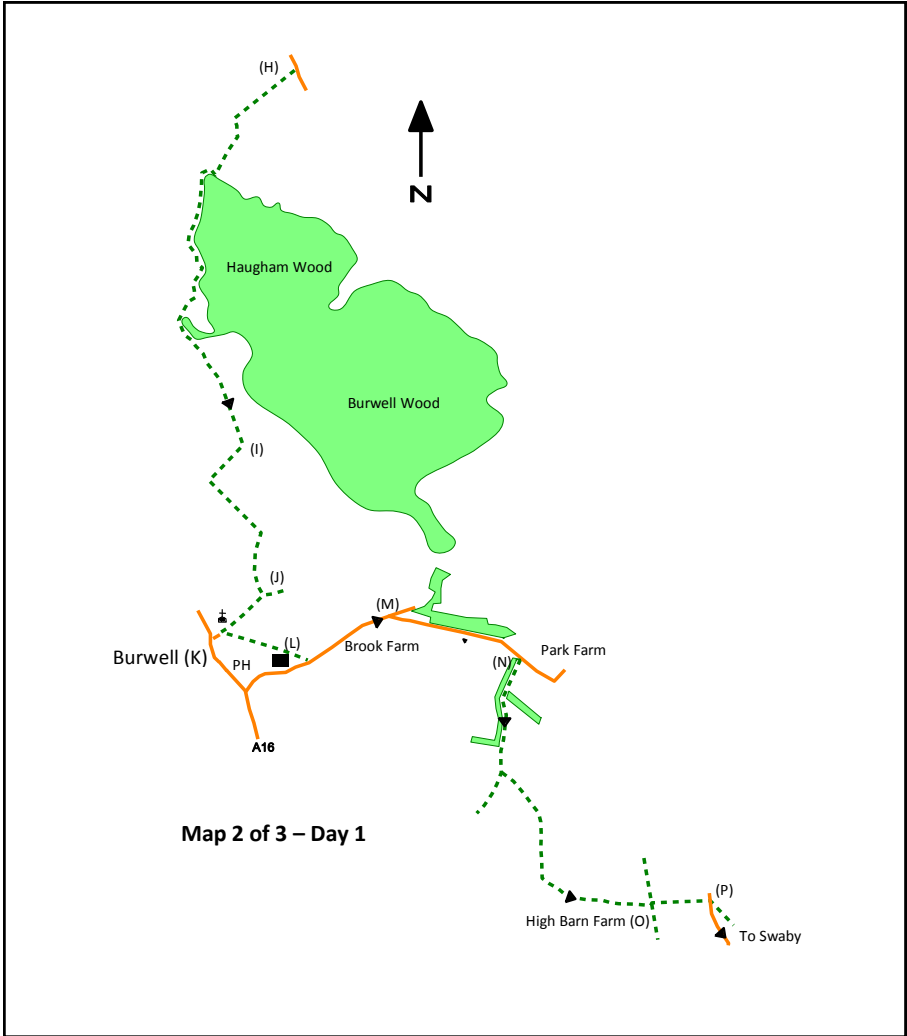 (H)
N
Haugham Wood
Burwell Wood
(I)
(J)
(M)
(L)
Brook Farm
Burwell (K)
PH
(N)
Park Farm
A16
Map 2 of 3 – Day 1
(P)
High Barn Farm (O)
To Swaby